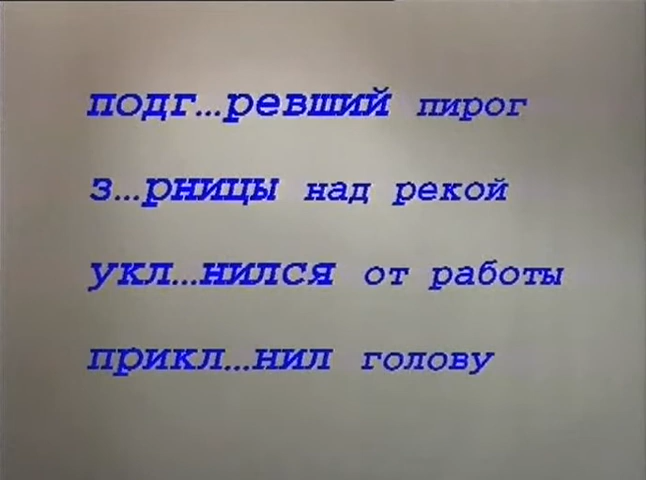 подг...ревший пирог
з...рницы над рекой
укл...нился от работы
прикл...нил голову